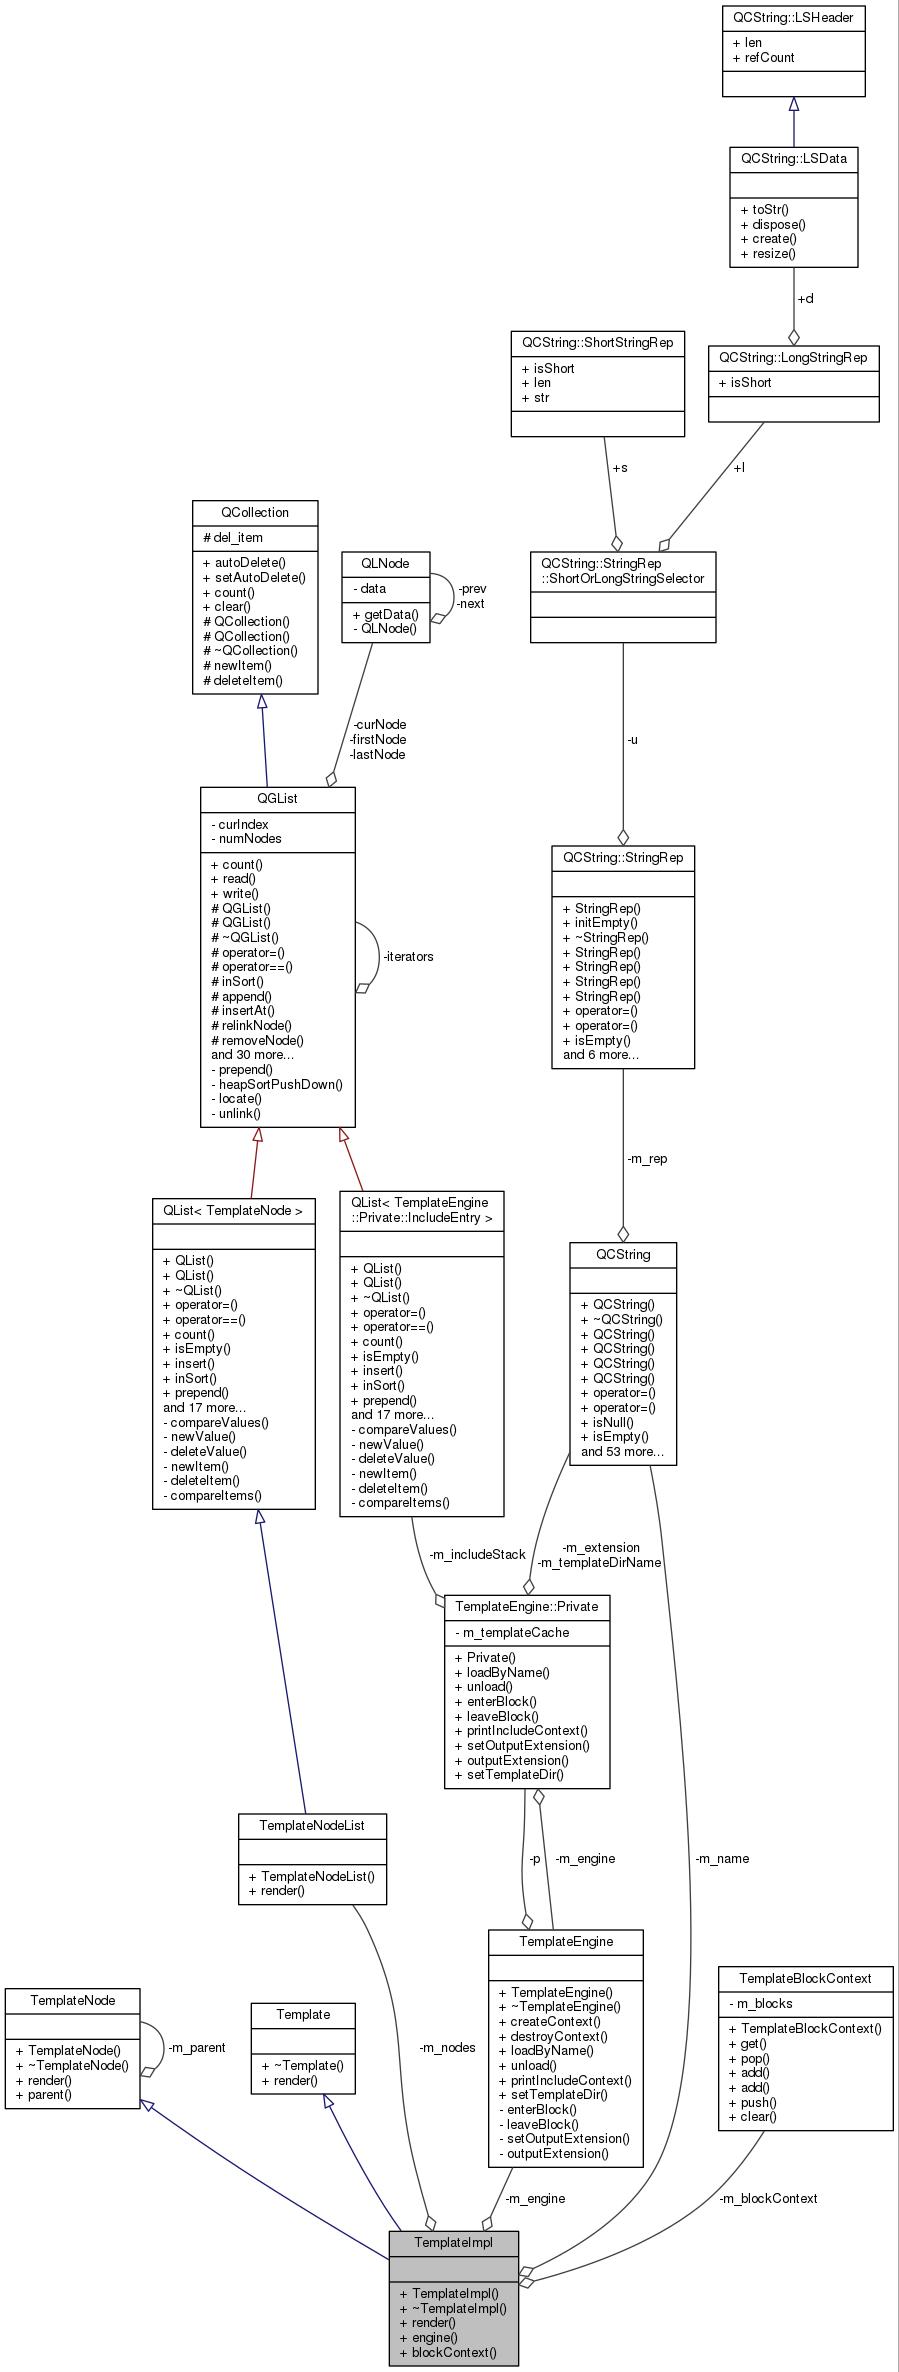 QCString::LSHeader
+ len
+ refCount
QCString::LSData
+ toStr()
+ dispose()
+ create()
+ resize()
+d
QCString::ShortStringRep
+ isShort
+ len
+ str
QCString::LongStringRep
+ isShort
+s
+l
QCollection
# del_item
+ autoDelete()
+ setAutoDelete()
+ count()
+ clear()
# QCollection()
# QCollection()
# ~QCollection()
# newItem()
# deleteItem()
QLNode
- data
+ getData()
- QLNode()
-prev
-next
QCString::StringRep
::ShortOrLongStringSelector
-curNode
-firstNode
-lastNode
-u
QGList
- curIndex
- numNodes
+ count()
+ read()
+ write()
# QGList()
# QGList()
# ~QGList()
# operator=()
# operator==()
# inSort()
# append()
# insertAt()
# relinkNode()
# removeNode()
and 30 more...
- prepend()
- heapSortPushDown()
- locate()
- unlink()
-iterators
QCString::StringRep
+ StringRep()
+ initEmpty()
+ ~StringRep()
+ StringRep()
+ StringRep()
+ StringRep()
+ StringRep()
+ operator=()
+ operator=()
+ isEmpty()
and 6 more...
-m_rep
QList< TemplateNode >
+ QList()
+ QList()
+ ~QList()
+ operator=()
+ operator==()
+ count()
+ isEmpty()
+ insert()
+ inSort()
+ prepend()
and 17 more...
- compareValues()
- newValue()
- deleteValue()
- newItem()
- deleteItem()
- compareItems()
QList< TemplateEngine
::Private::IncludeEntry >
+ QList()
+ QList()
+ ~QList()
+ operator=()
+ operator==()
+ count()
+ isEmpty()
+ insert()
+ inSort()
+ prepend()
and 17 more...
- compareValues()
- newValue()
- deleteValue()
- newItem()
- deleteItem()
- compareItems()
QCString
+ QCString()
+ ~QCString()
+ QCString()
+ QCString()
+ QCString()
+ QCString()
+ operator=()
+ operator=()
+ isNull()
+ isEmpty()
and 53 more...
-m_includeStack
-m_extension
-m_templateDirName
TemplateEngine::Private
- m_templateCache
+ Private()
+ loadByName()
+ unload()
+ enterBlock()
+ leaveBlock()
+ printIncludeContext()
+ setOutputExtension()
+ outputExtension()
+ setTemplateDir()
TemplateNodeList
+ TemplateNodeList()
+ render()
-p
-m_engine
-m_name
TemplateNode
+ TemplateNode()
+ ~TemplateNode()
+ render()
+ parent()
-m_parent
Template
+ ~Template()
+ render()
-m_nodes
TemplateEngine
+ TemplateEngine()
+ ~TemplateEngine()
+ createContext()
+ destroyContext()
+ loadByName()
+ unload()
+ printIncludeContext()
+ setTemplateDir()
- enterBlock()
- leaveBlock()
- setOutputExtension()
- outputExtension()
TemplateBlockContext
- m_blocks
+ TemplateBlockContext()
+ get()
+ pop()
+ add()
+ add()
+ push()
+ clear()
-m_engine
-m_blockContext
TemplateImpl
+ TemplateImpl()
+ ~TemplateImpl()
+ render()
+ engine()
+ blockContext()